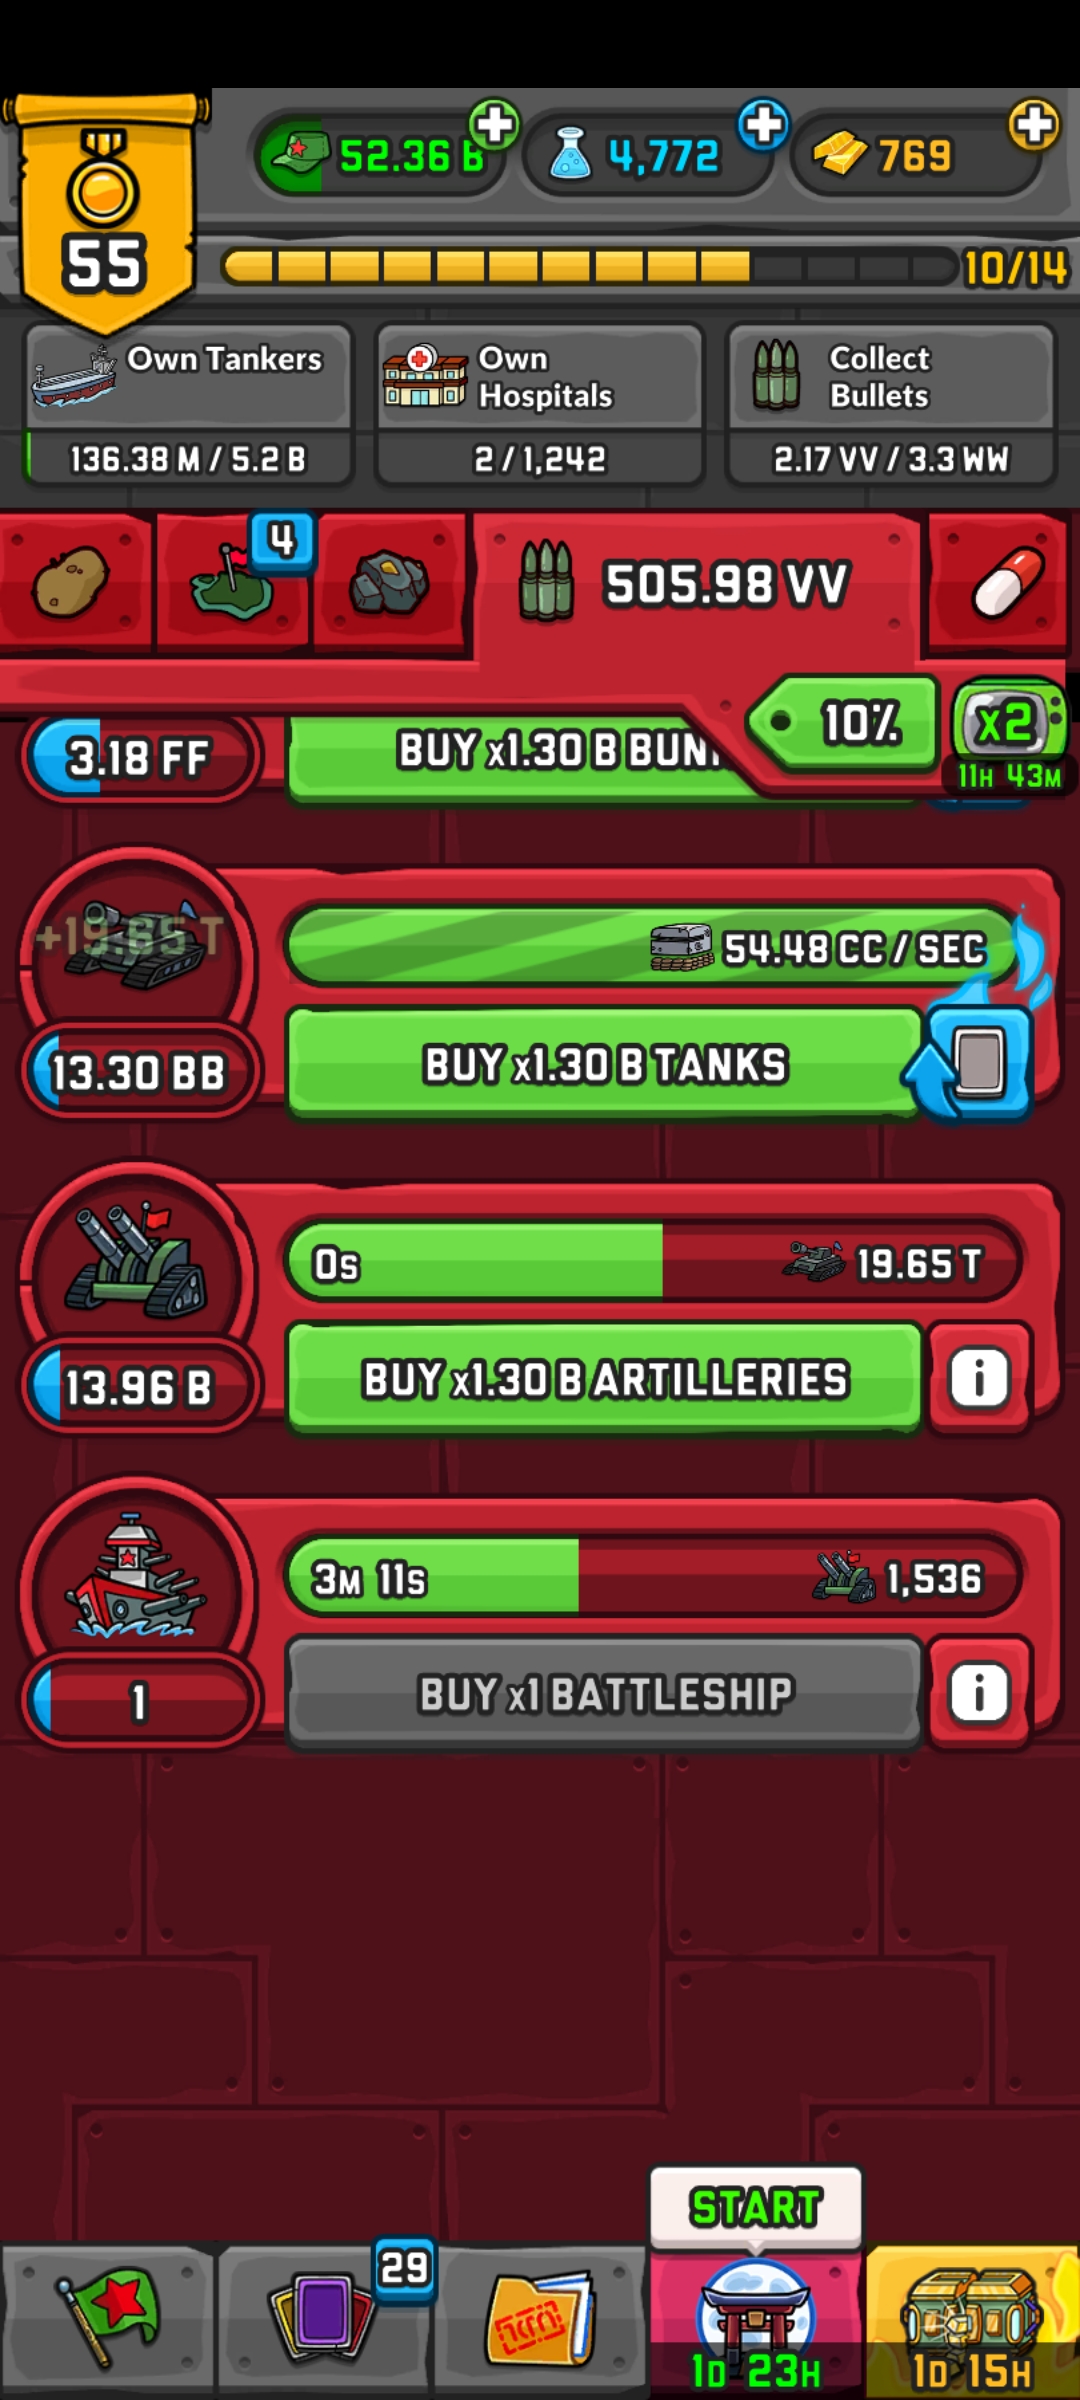 52.36 B
4,772
769
55
10/14
Own Tankers
136.38 M / 5.2 B
Own
Hospitals
2 / 1,242
Collect
Bullets
2.17 VV / 3.3 WW
4
505.98 VV
10%
x2
11H 43M
3.18 FF
BUY x1.30 B BUN
+19.65 T
54.48 CC / SEC
13.30 BB
BUY x1.30 B TANKS
0s
19.65 T
13.96 B
BUY x1.30 B ARTILLERIES
i
3M 11s
1,536
1
BUY x1 BATTLESHIP
i
START
29
1D 23H
1D 15H